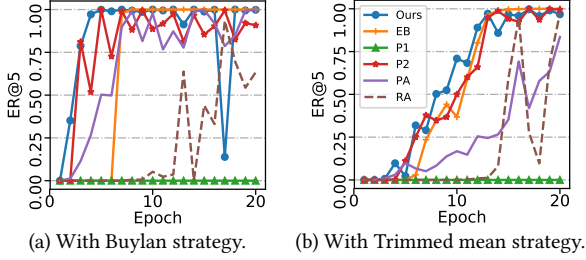 ER@5
1.00
0.75
0.50
0.25
0.00
0
10
20
Epoch
(a) With Buylan strategy.
ER@5
1.00
0.75
0.50
0.25
0.00
0
10
20
Epoch
Ours
EB
P1
P2
PA
RA
(b) With Trimmed mean strategy.